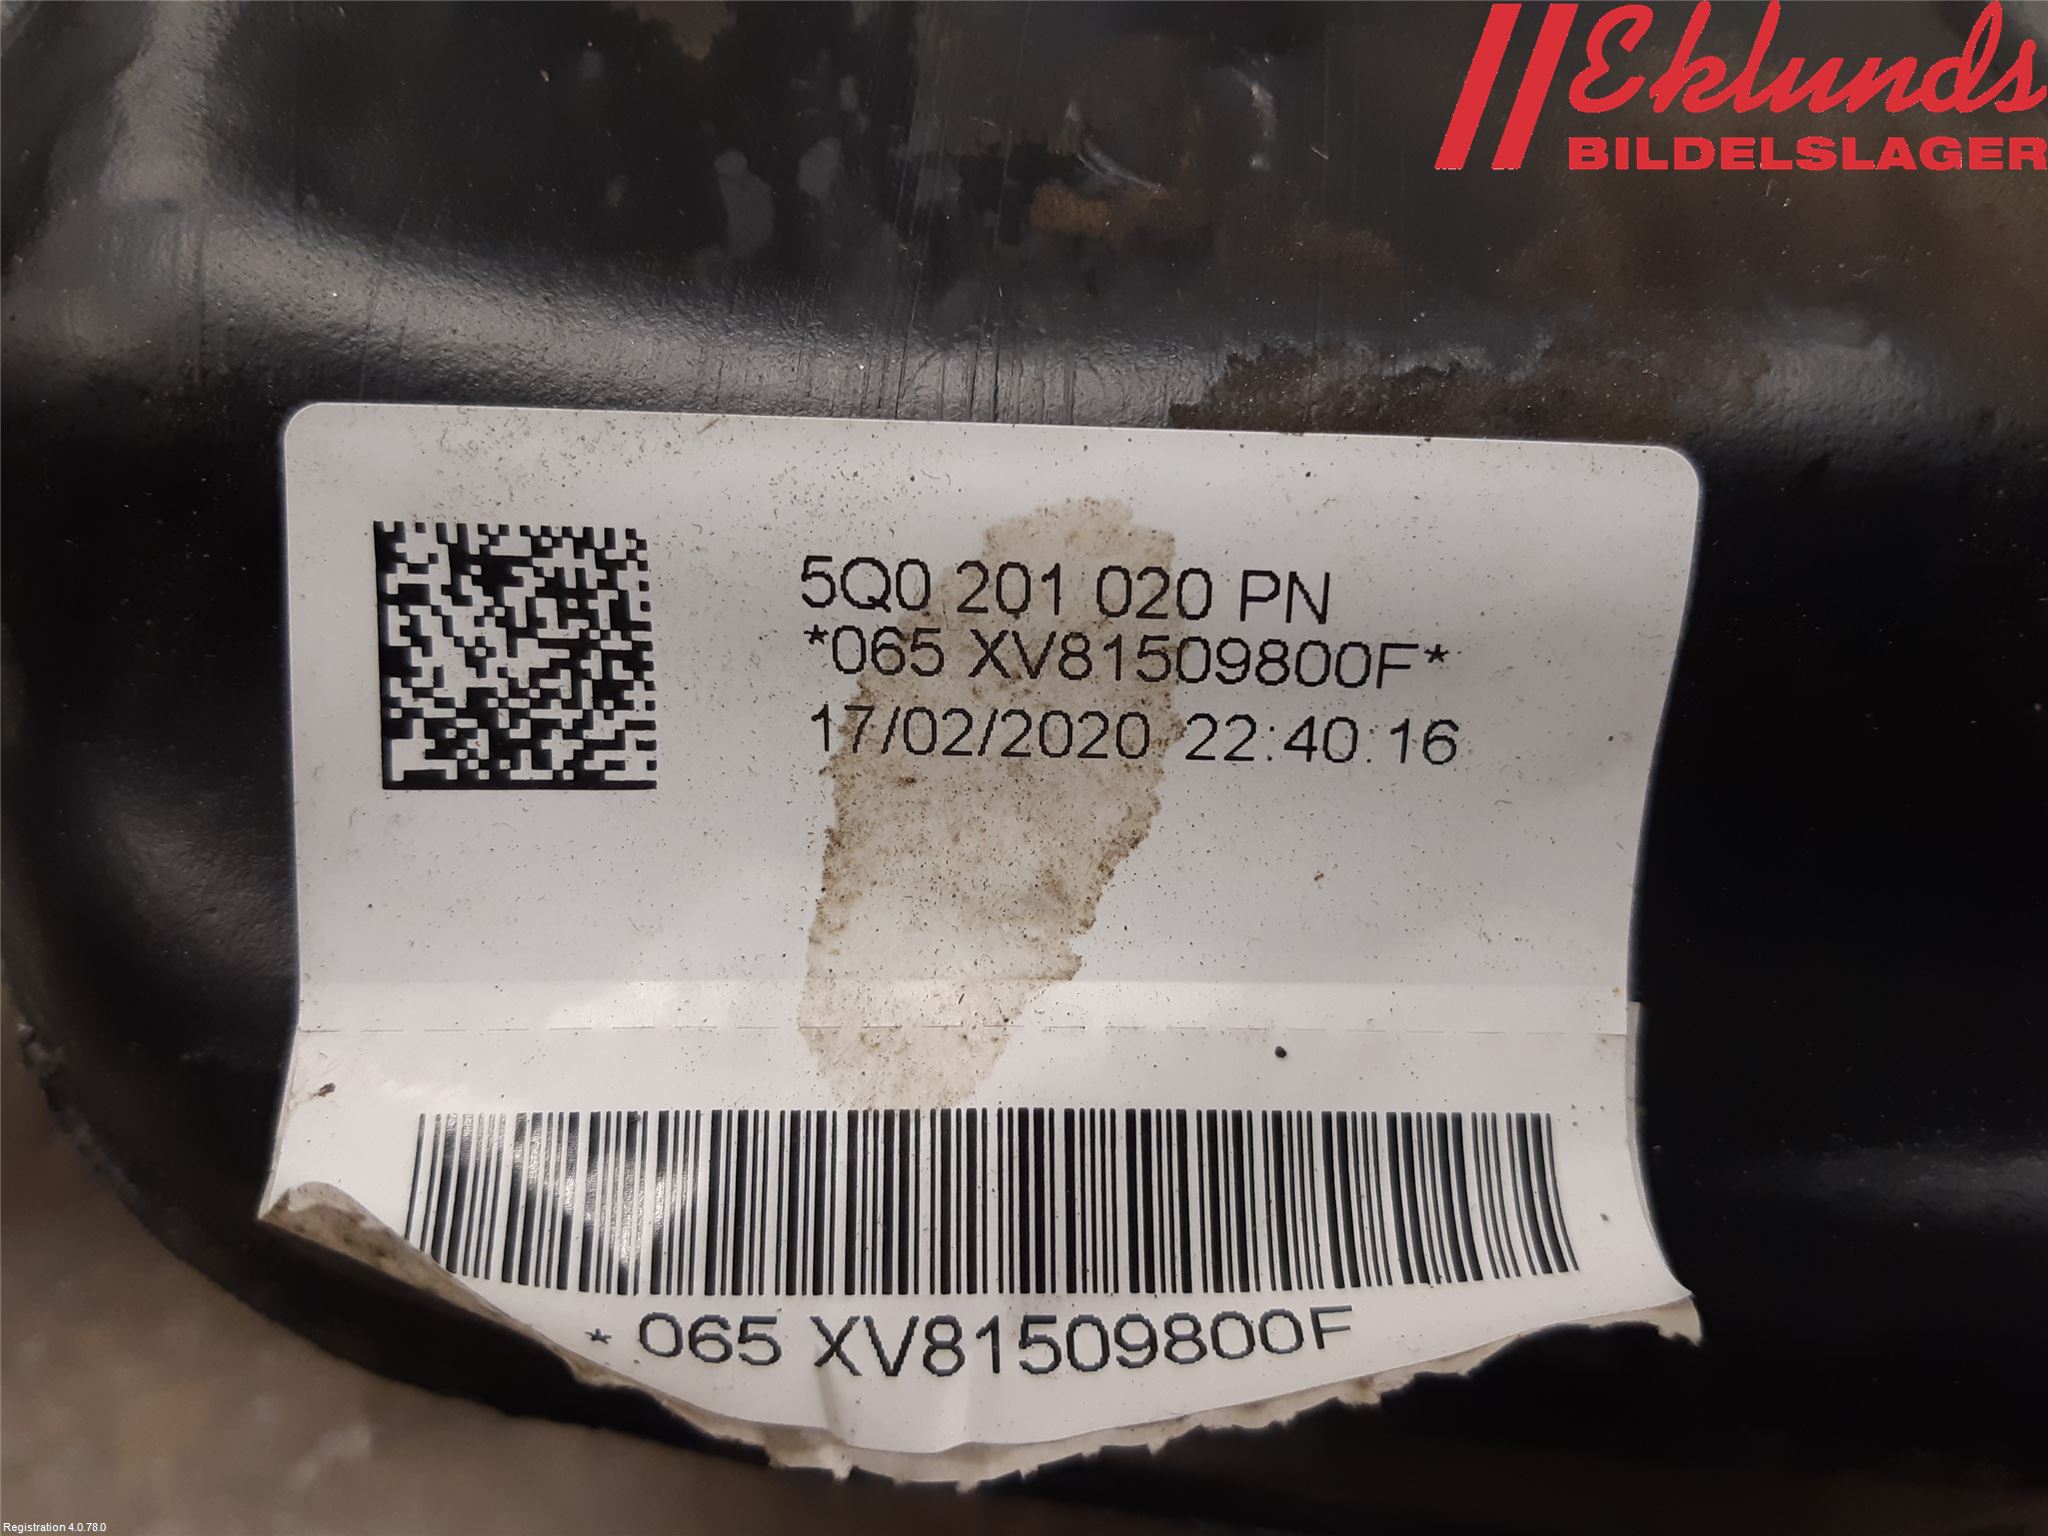 Eklunds
BILDELSLAGER
5Q0 201 020 PN
*065 XV81509800F*
17/02/2020 22:40:16
* 065 XV81509800F
Registration 4.0.78.0